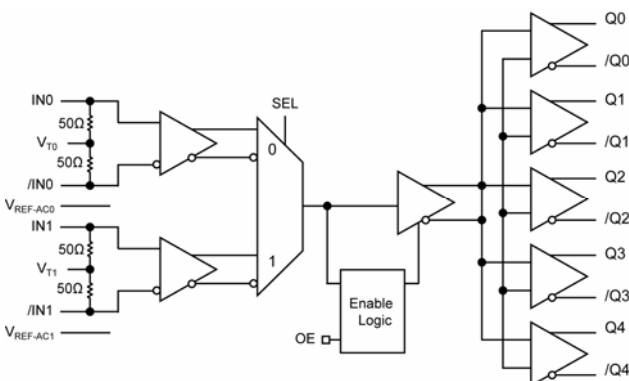 IN0
50Ω
VT0
50Ω
/IN0
VREF-AC0
IN1
50Ω
VT1
50Ω
/IN1
VREF-AC1
SEL
0
1
Enable
Logic
OE
Q0
/Q0
Q1
/Q1
Q2
/Q2
Q3
/Q3
Q4
/Q4